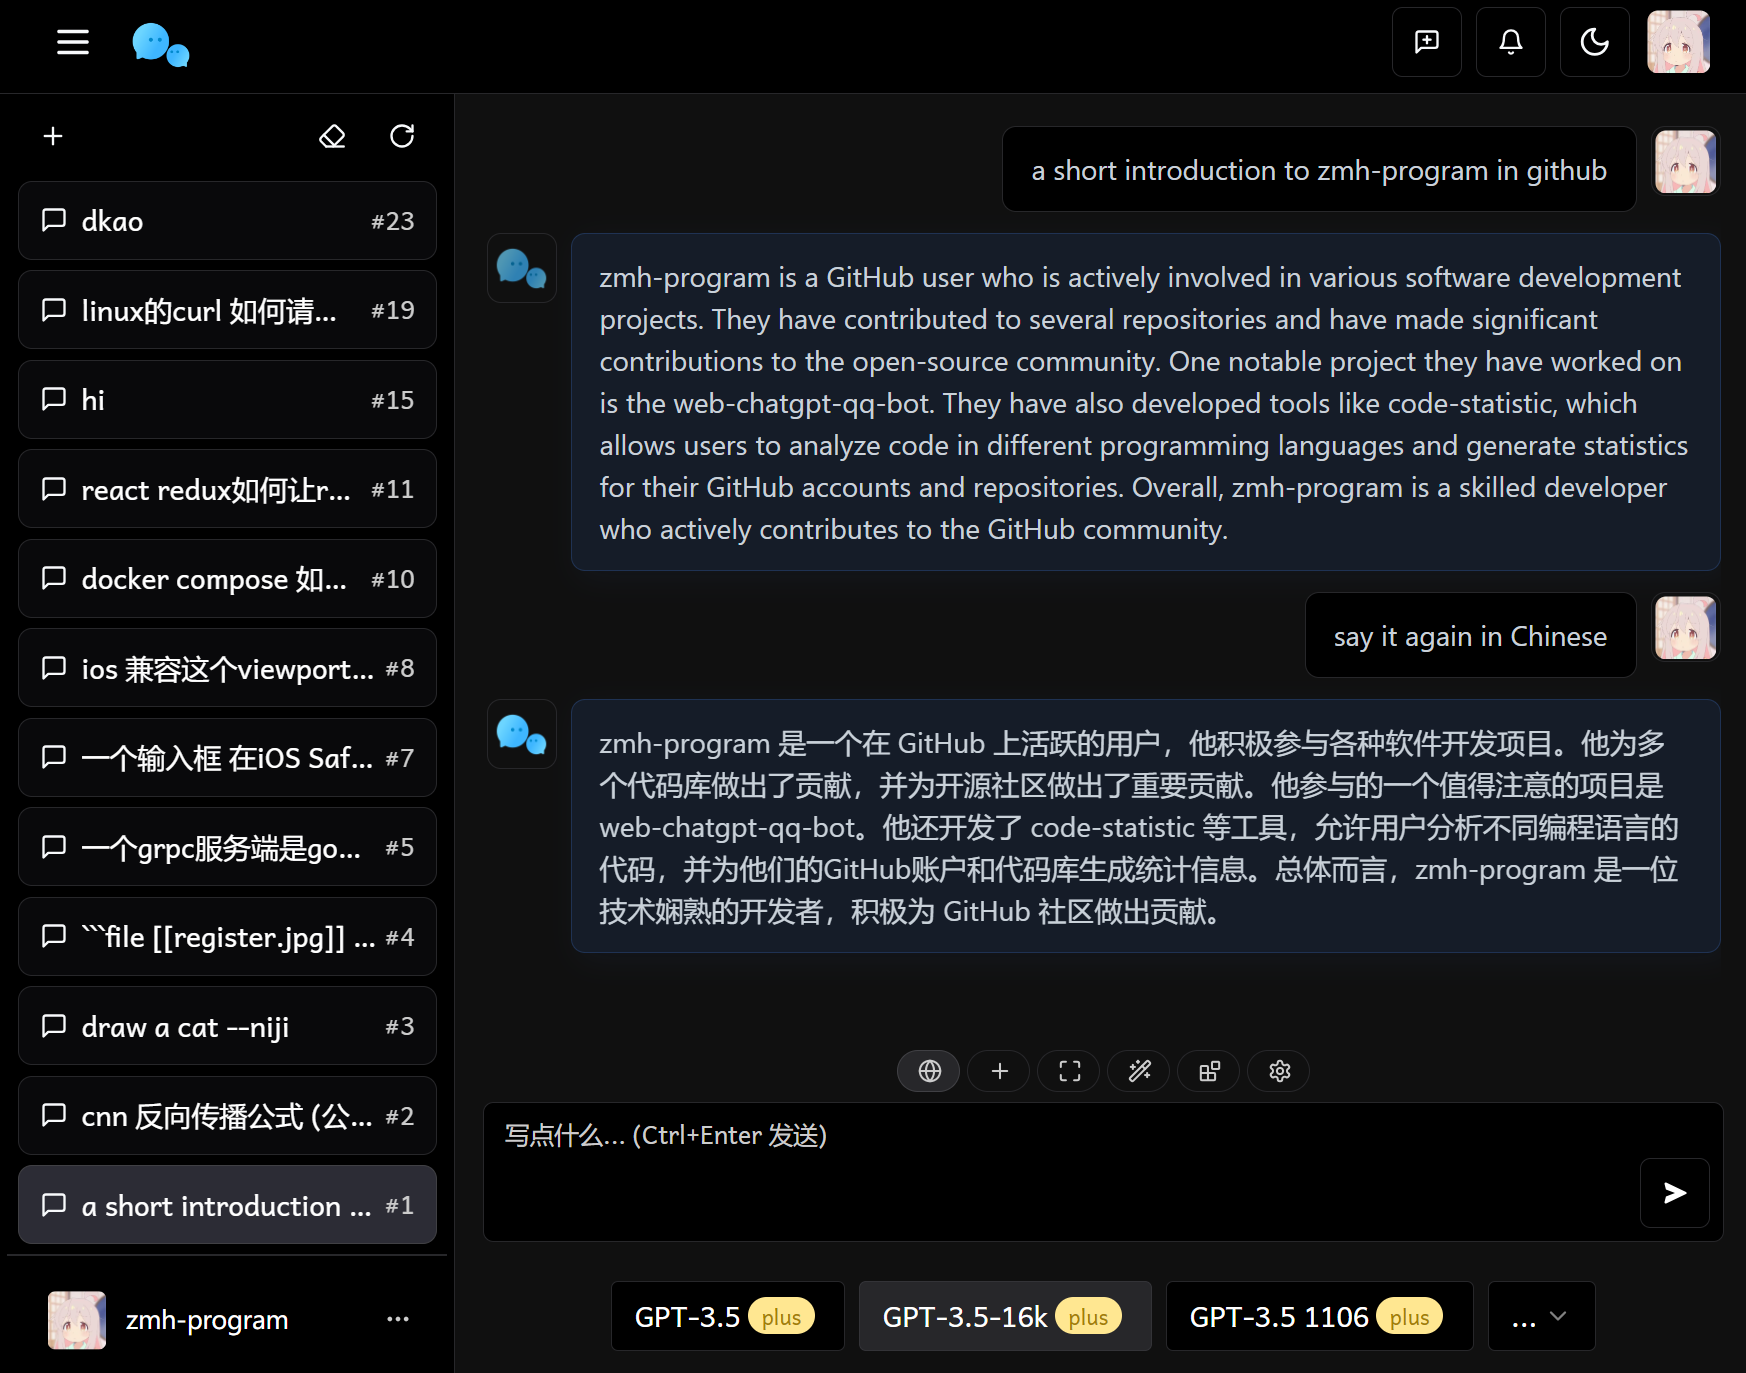 dkao #23
linux的curl 如何请... #19
hi #15
react redux如何让r... #11
docker compose 如... #10
ios 兼容这个viewport... #8
一个输入框 在iOS Saf... #7
一个grpc服务端是go... #5
```file [[register.jpg]] ... #4
draw a cat --niji #3
cnn 反向传播公式 (公... #2
a short introduction ... #1
zmh-program
a short introduction to zmh-program in github
zmh-program is a GitHub user who is actively involved in various software development
projects. They have contributed to several repositories and have made significant
contributions to the open-source community. One notable project they have worked on
is the web-chatgpt-qq-bot. They have also developed tools like code-statistic, which
allows users to analyze code in different programming languages and generate statistics
for their GitHub accounts and repositories. Overall, zmh-program is a skilled developer
who actively contributes to the GitHub community.
say it again in Chinese
zmh-program 是一个在 GitHub 上活跃的用户，他积极参与各种软件开发项目。他为多
个代码库做出了贡献，并为开源社区做出了重要贡献。他参与的一个值得注意的项目是
web-chatgpt-qq-bot。他还开发了 code-statistic 等工具，允许用户分析不同编程语言的
代码，并为他们的GitHub账户和代码库生成统计信息。总体而言，zmh-program 是一位
技术娴熟的开发者，积极为 GitHub 社区做出贡献。
写点什么... (Ctrl+Enter 发送)
GPT-3.5 plus
GPT-3.5-16k plus
GPT-3.5 1106 plus
...